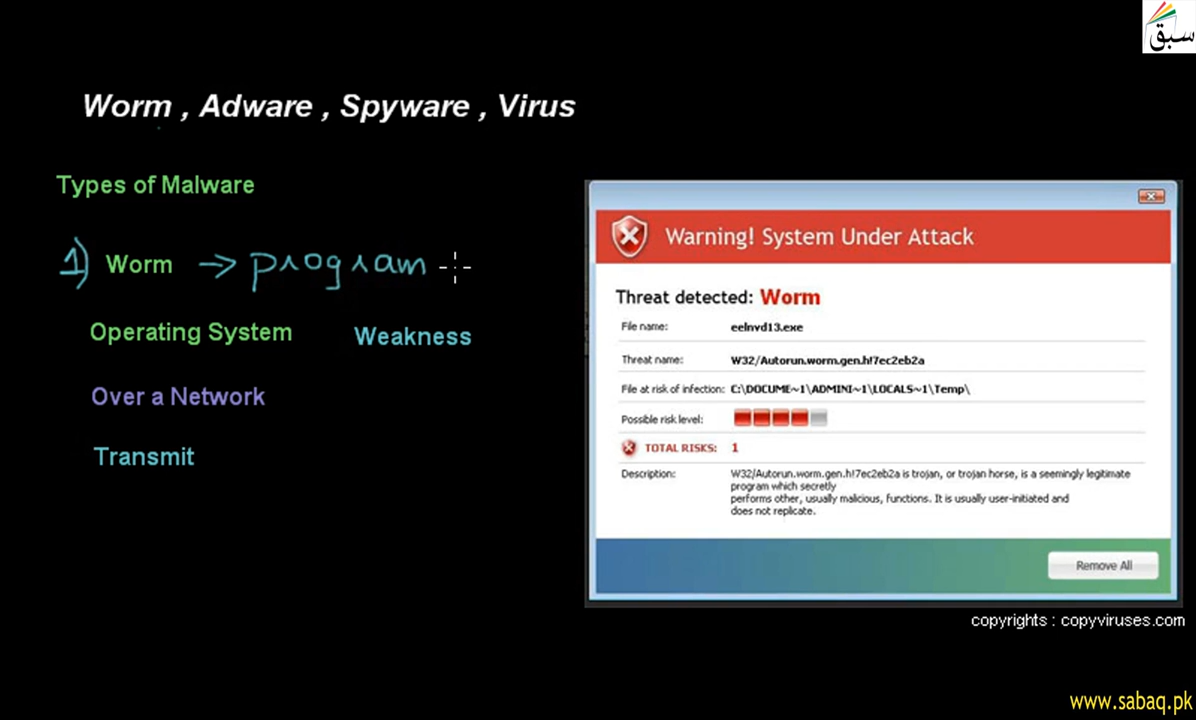 سبق
Worm , Adware , Spyware , Virus
Types of Malware
1) Worm → program
Operating System Weakness
Over a Network
Transmit
Warning! System Under Attack
Threat detected: Worm
File name: eelnvd13.exe
Threat name: W32/Autorun.worm.gen.h!7ec2eb2a
File at risk of infection: C:\DOCUME~1\ADMINI~1\LOCALS~1\Temp\
Possible risk level:
TOTAL RISKS: 1
Description: W32/Autorun.worm.gen.h!7ec2eb2a is trojan, or trojan horse, is a seemingly legitimate
program which secretly
performs other, usually malicious, functions. It is usually user-initiated and
does not replicate.
Remove All
copyrights : copyviruses.com
www.sabaq.pk